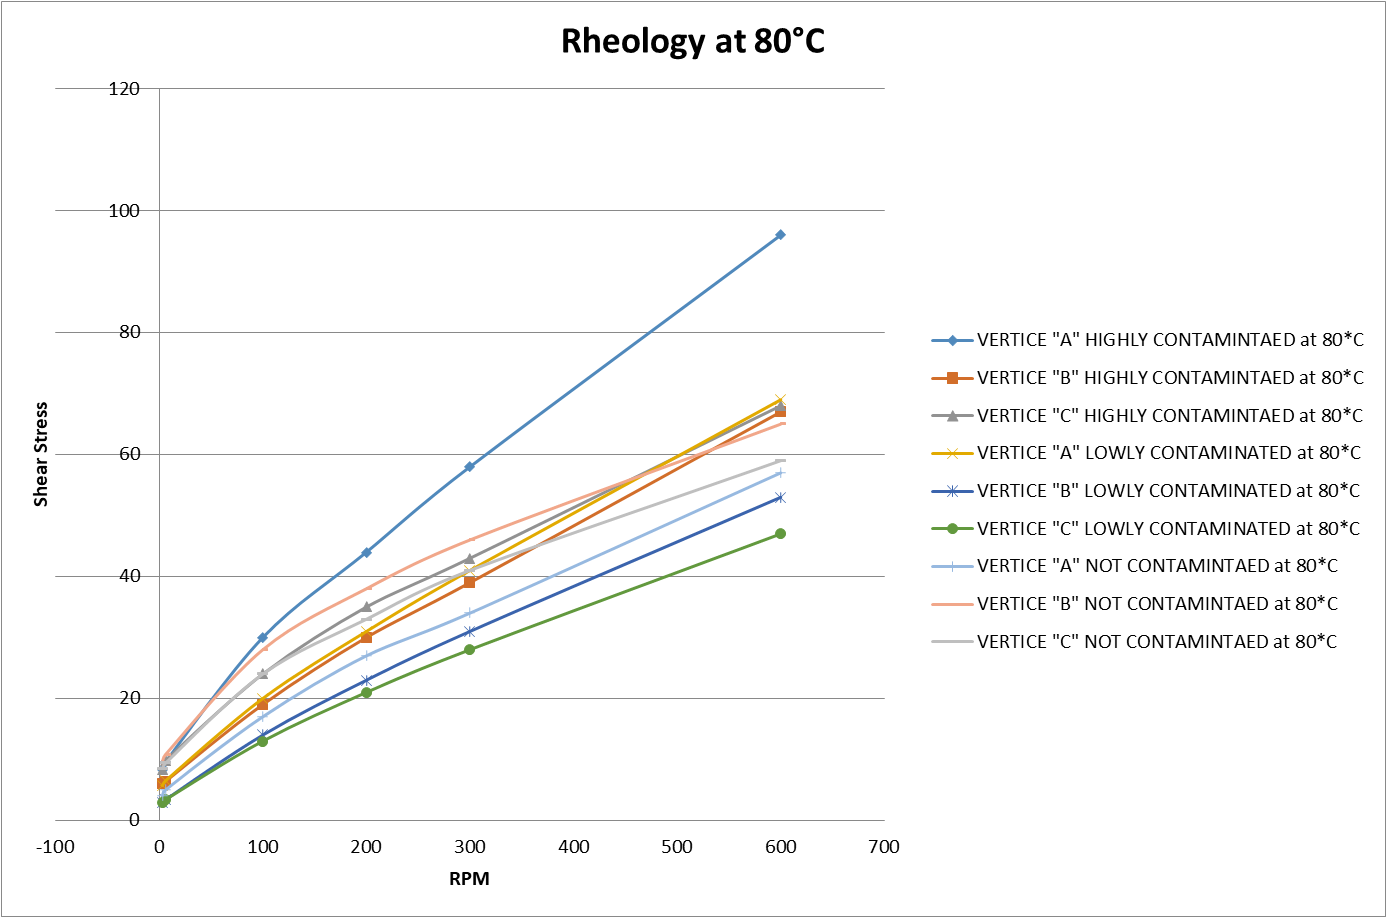 Rheology at 80°C
120
100
80
60
40
20
0
-100 0 100 200 300 400 500 600 700
RPM
Shear Stress
VERTICE "A" HIGHLY CONTAMINTAED at 80*C
VERTICE "B" HIGHLY CONTAMINTAED at 80*C
VERTICE "C" HIGHLY CONTAMINTAED at 80*C
VERTICE "A" LOWLY CONTAMINATED at 80*C
VERTICE "B" LOWLY CONTAMINATED at 80*C
VERTICE "C" LOWLY CONTAMINATED at 80*C
VERTICE "A" NOT CONTAMINTAED at 80*C
VERTICE "B" NOT CONTAMINTAED at 80*C
VERTICE "C" NOT CONTAMINTAED at 80*C